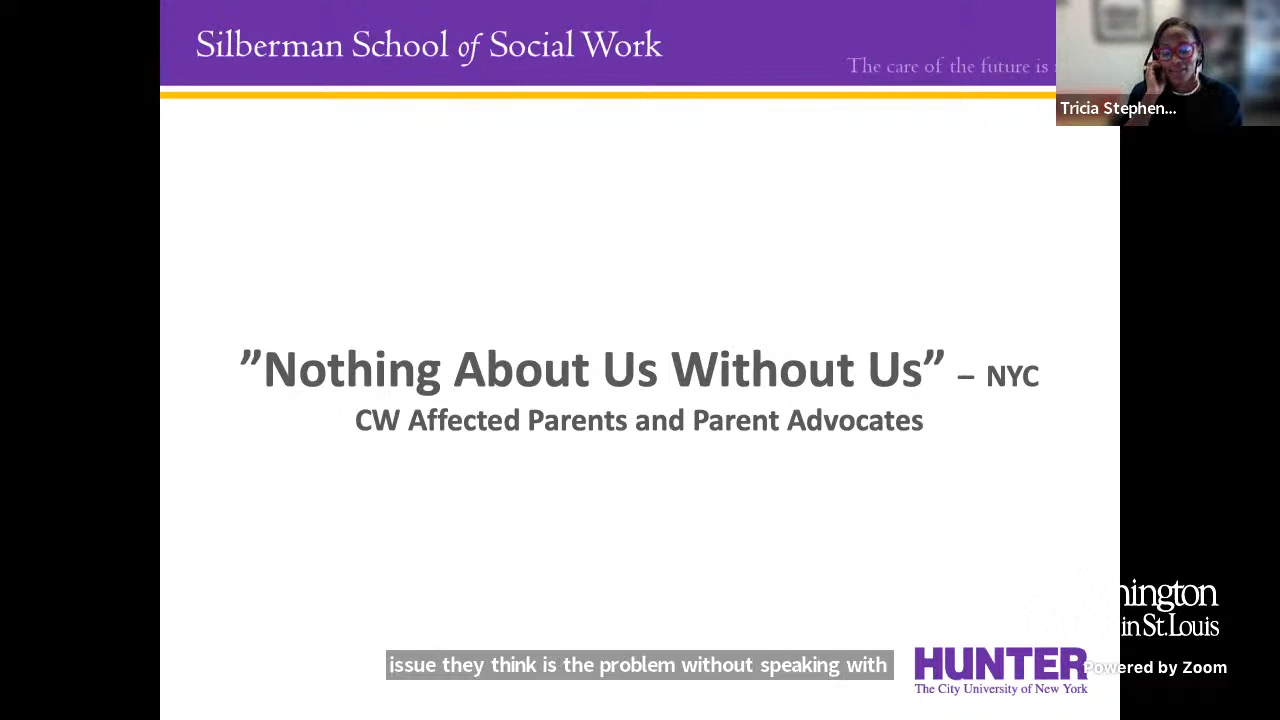 Silberman School of Social Work
The care of the future is
Tricia Stephen...
”Nothing About Us Without Us” – NYC
CW Affected Parents and Parent Advocates
in St. Louis
issue they think is the problem without speaking with
HUNTER
The City University of New York
Powered by Zoom